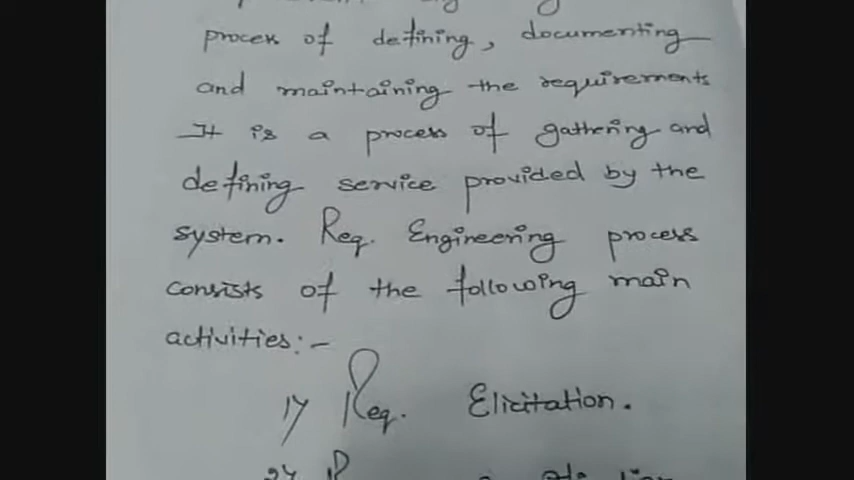 process of defining, documenting
and maintaining the requirements
It is a process of gathering and
defining service provided by the
system. Req. Engineering process
consists of the following main
activities:-
1) Req. Elicitation.
2)